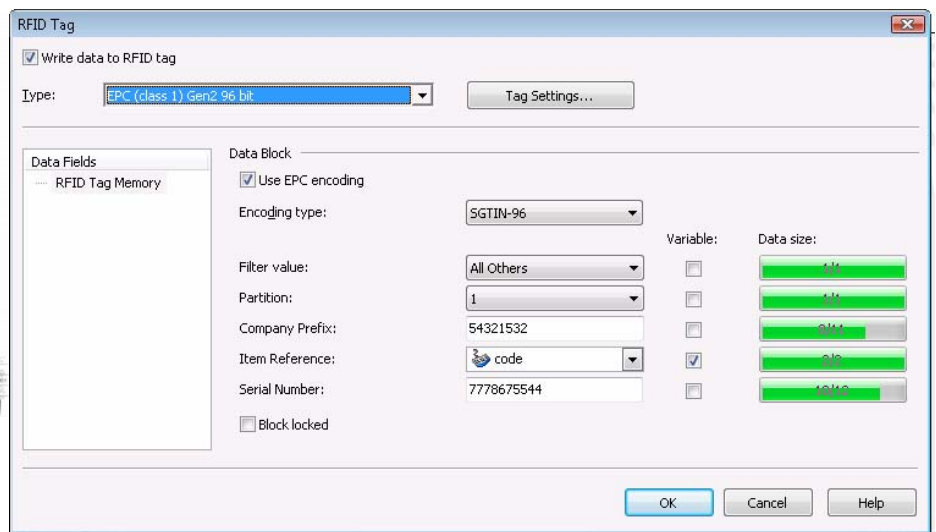 RFID Tag
Write data to RFID tag
Type: EPC (class 1) Gen2 96 bit Tag Settings...
Data Fields
RFID Tag Memory
Data Block
Use EPC encoding
Encoding type: SGTIN-96
Variable: Data size:
Filter value: All Others 1/1
Partition: 1 1/1
Company Prefix: 54321532
Item Reference: code
Serial Number: 7778675544
Block locked
OK Cancel Help